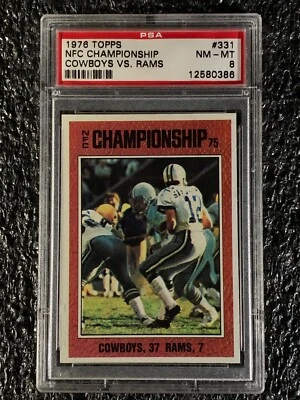 PSA
1976 TOPPS #331
NFC CHAMPIONSHIP NM - MT
COWBOYS VS. RAMS 8
12580386
NFC CHAMPIONSHIP 75
COWBOYS, 37 RAMS, 7